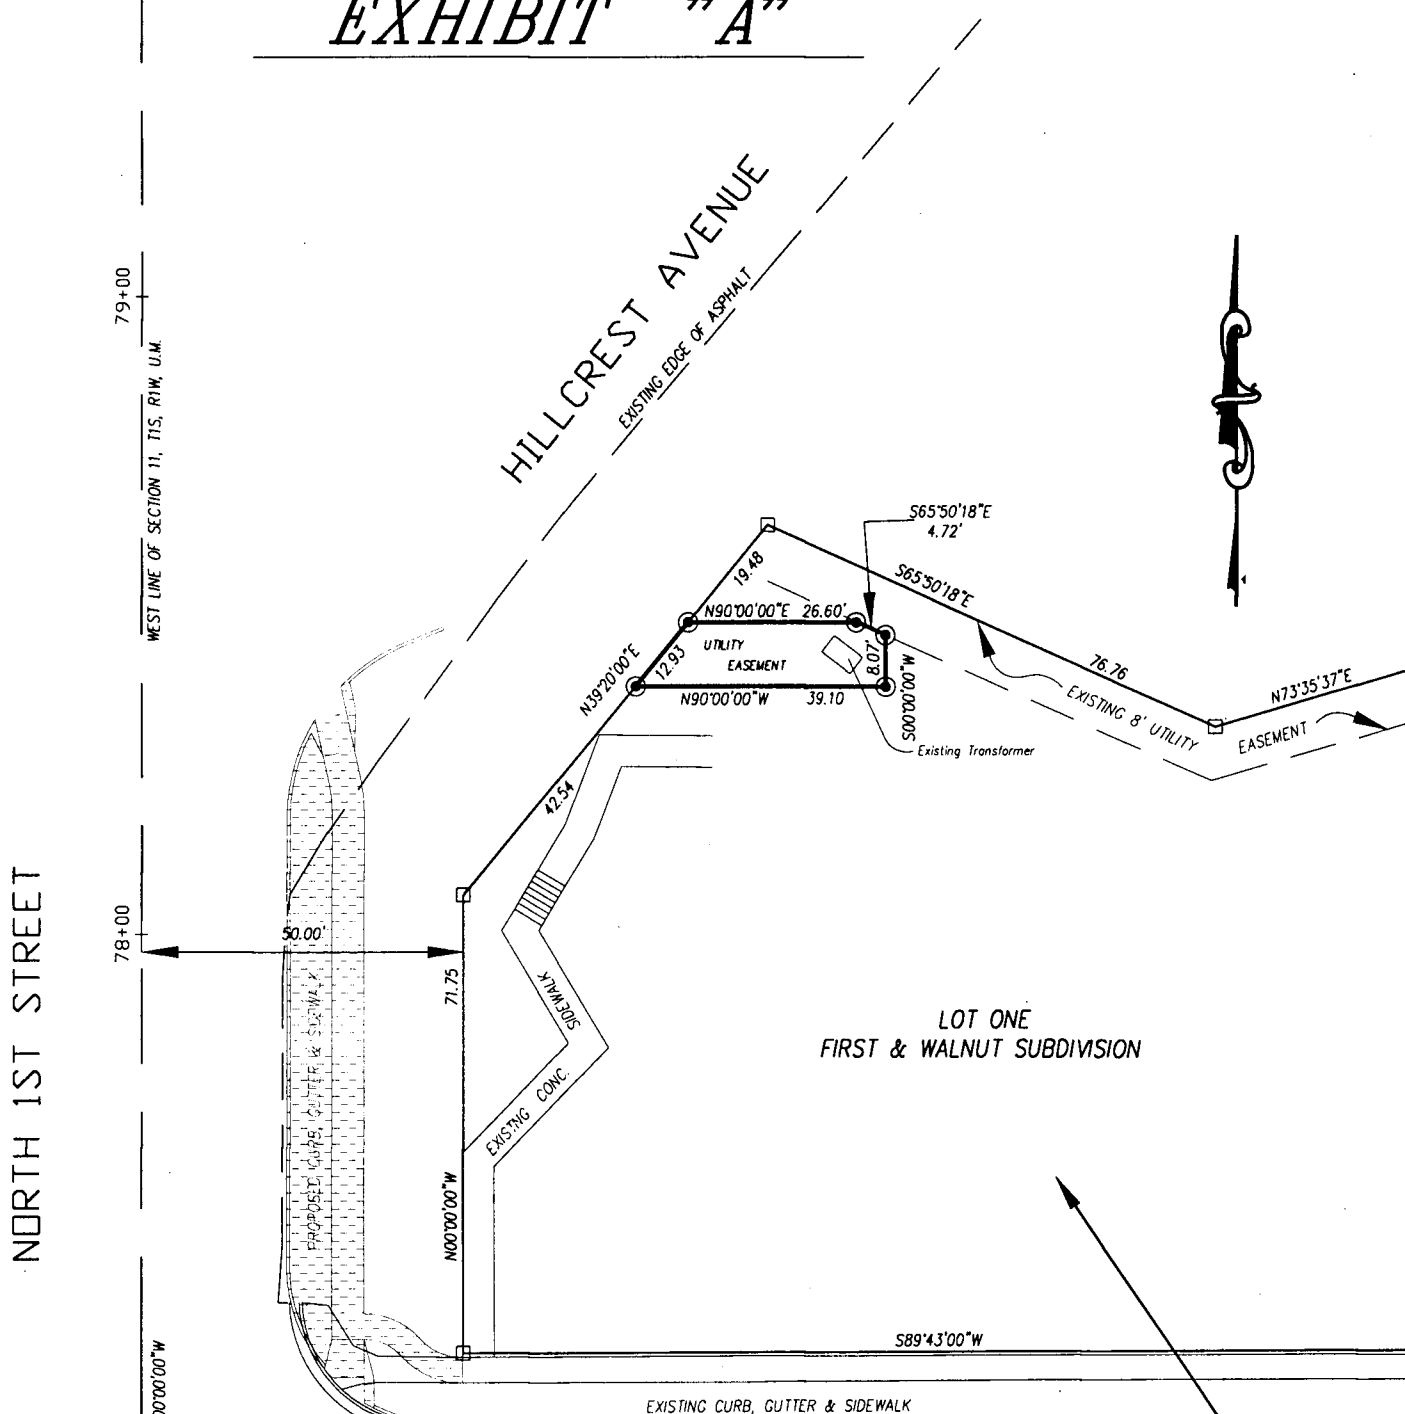 EXHIBIT "A"
HILLCREST AVENUE
EXISTING EDGE OF ASPHALT
79+00
WEST LINE OF SECTION 11, T1S, R1W, U.M.
S65°50'18"E
4.72'
19.48
S65°50'18"E
N90°00'00"E 26.60'
UTILITY
EASEMENT
12.93
N39°20'00"E
8.07'
S00°00'00"W
N90°00'00"W 39.10
76.76
N73°35'37"E
EXISTING 8' UTILITY
EASEMENT
Existing Transformer
42.54
78+00
50.00'
71.75
NORTH 1ST STREET
PROPOSED CURB, GUTTER & SIDEWALK
SIDEWALK
EXISTNG CONC.
LOT ONE
FIRST & WALNUT SUBDIVISION
N00°00'00"W
S89°43'00"W
00°00'00"W
EXISTING CURB, GUTTER & SIDEWALK